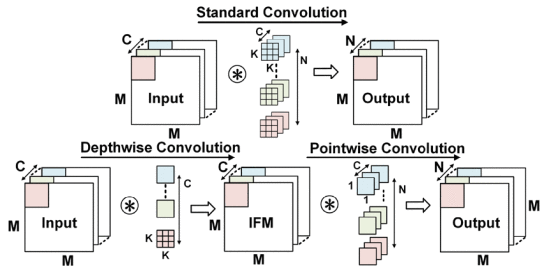 Standard Convolution
C
C
K
K
N
N
M
Input
M
M
Output
M
Depthwise Convolution
Pointwise Convolution
C
C
C
C
N
N
1
1
M
Input
M
K
K
M
IFM
M
Output
M
M